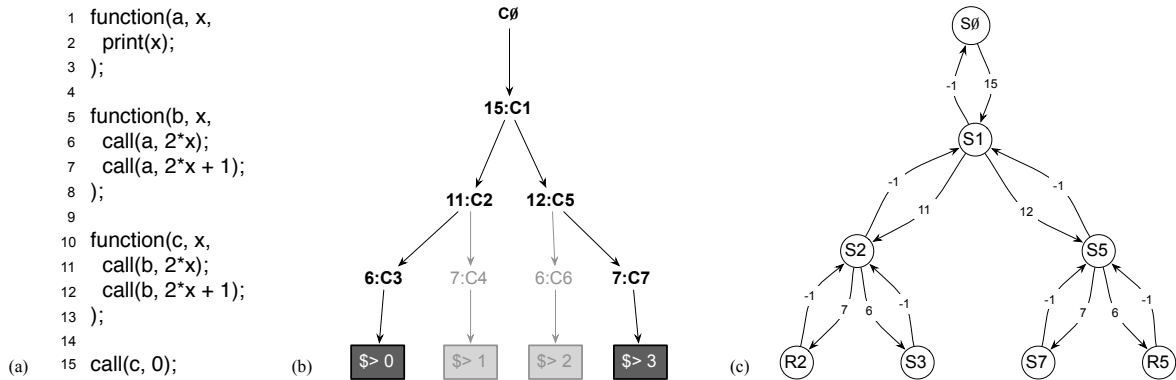 1 function(a, x,
2 print(x);
3 );
4
5 function(b, x,
6 call(a, 2*x);
7 call(a, 2*x + 1);
8 );
9
10 function(c, x,
11 call(b, 2*x);
12 call(b, 2*x + 1);
13 );
14
(a) 15 call(c, 0);
CØ
15:C1
11:C2 12:C5
6:C3 7:C4 6:C6 7:C7
(b) $> 0 $> 1 $> 2 $> 3
SØ
-1 15
S1
-1 11 12 -1
S2 S5
-1 7 6 -1 -1 7 6 -1
(c) R2 S3 S7 R5